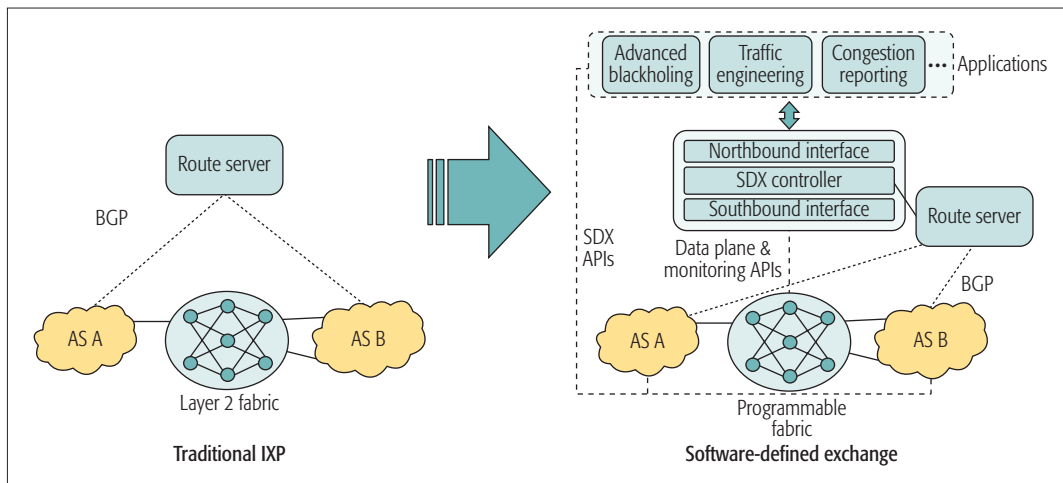 Route server
BGP
AS A
AS B
Layer 2 fabric
Traditional IXP
Advanced
blackholing
Traffic
engineering
Congestion
reporting
•••
Applications
Northbound interface
SDX controller
Southbound interface
Route server
SDX
APIs
Data plane &
monitoring APIs
BGP
AS A
AS B
Programmable
fabric
Software-defined exchange